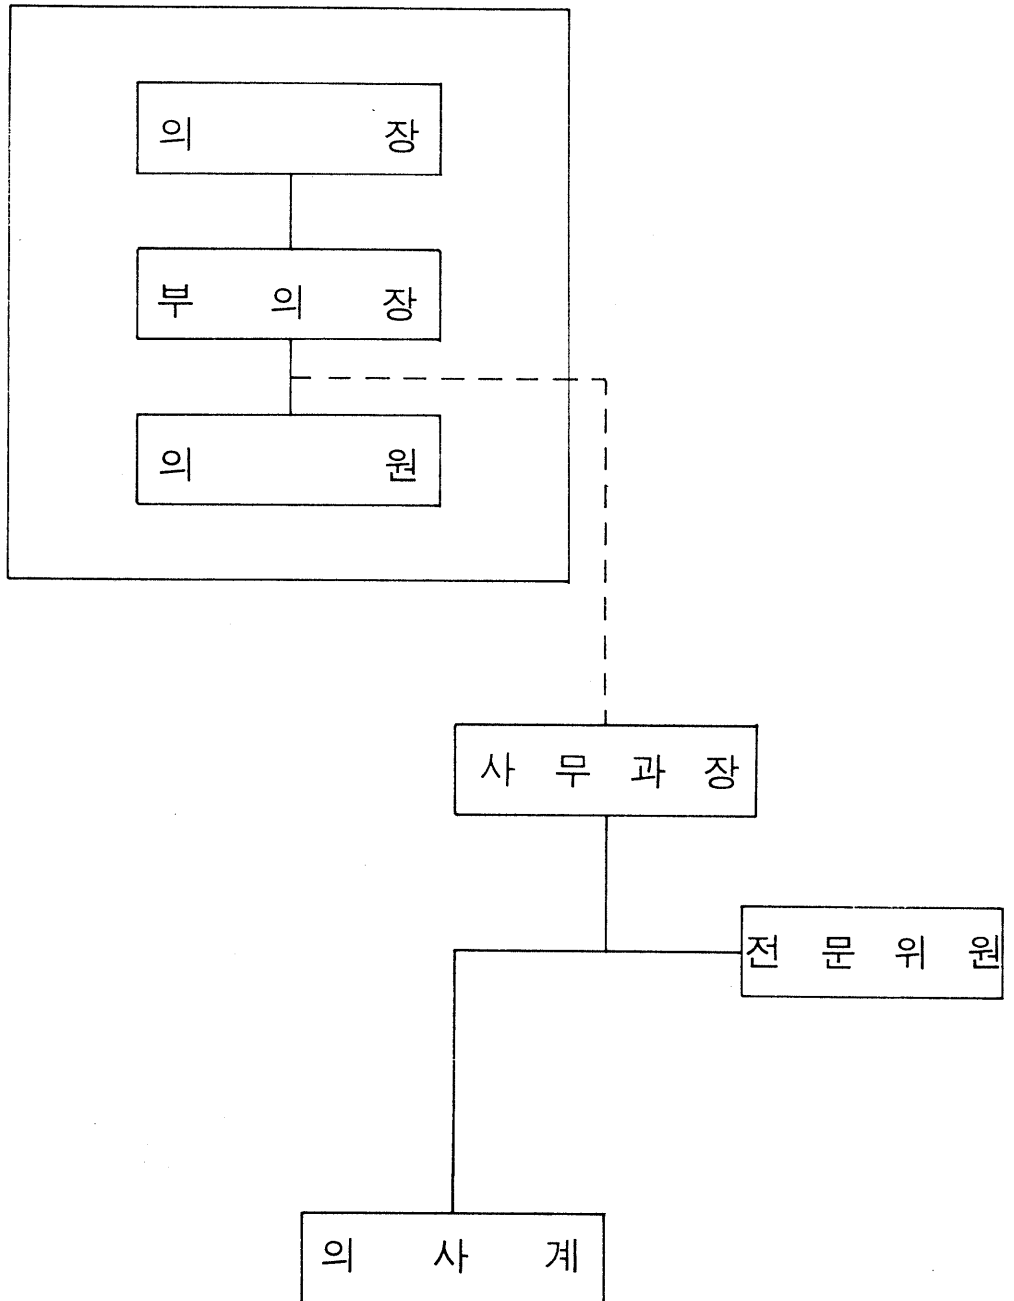 의 장
부 의 장
의 원
사 무 과 장
전 문 위 원
의 사 계